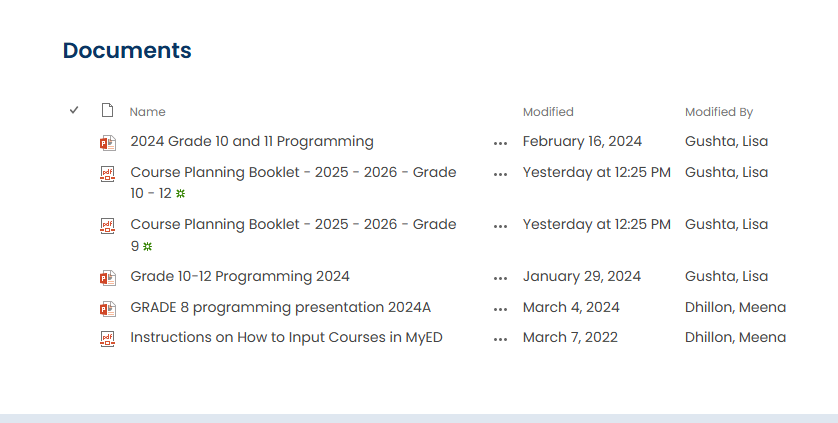 Documents
Name Modified Modified By
2024 Grade 10 and 11 Programming ... February 16, 2024 Gushta, Lisa
Course Planning Booklet - 2025 - 2026 - Grade ... Yesterday at 12:25 PM Gushta, Lisa
10 - 12
Course Planning Booklet - 2025 - 2026 - Grade ... Yesterday at 12:25 PM Gushta, Lisa
9
Grade 10-12 Programming 2024 ... January 29, 2024 Gushta, Lisa
GRADE 8 programming presentation 2024A ... March 4, 2024 Dhillon, Meena
Instructions on How to Input Courses in MyED ... March 7, 2022 Dhillon, Meena